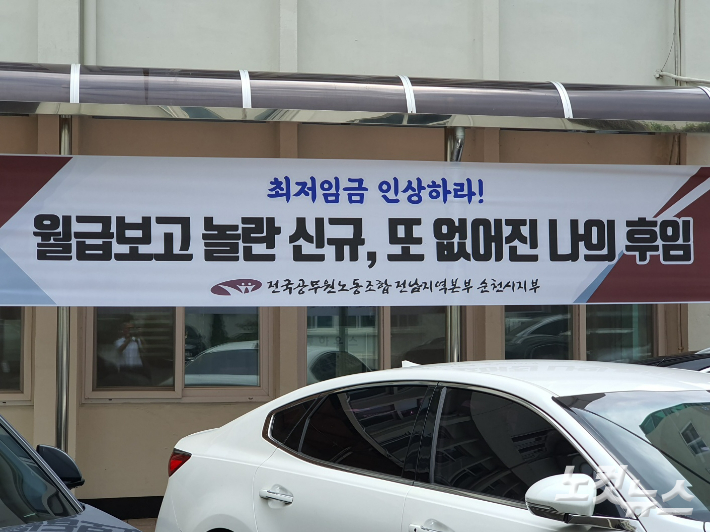 최저임금 인상하라!
월급보고 놀란 신규, 또 없어진 나의 후임
전국공무원노동조합 전남지역본부 순천시지부
노컷뉴스